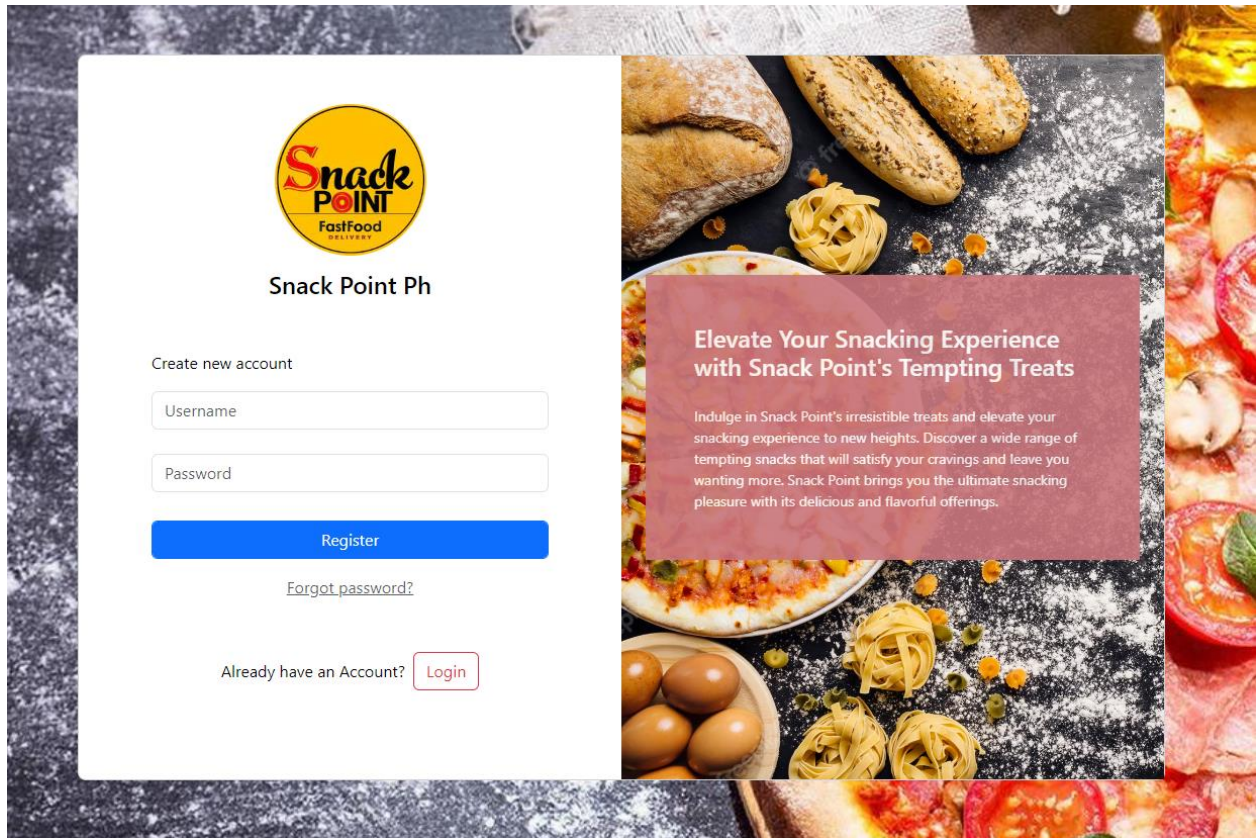 Snack
POINT
FastFood
DELIVERY
Snack Point Ph
Create new account
Username
Password
Register
Forgot password?
Already have an Account? Login
Elevate Your Snacking Experience
with Snack Point's Tempting Treats
Indulge in Snack Point's irresistible treats and elevate your
snacking experience to new heights. Discover a wide range of
tempting snacks that will satisfy your cravings and leave you
wanting more. Snack Point brings you the ultimate snacking
pleasure with its delicious and flavorful offerings.